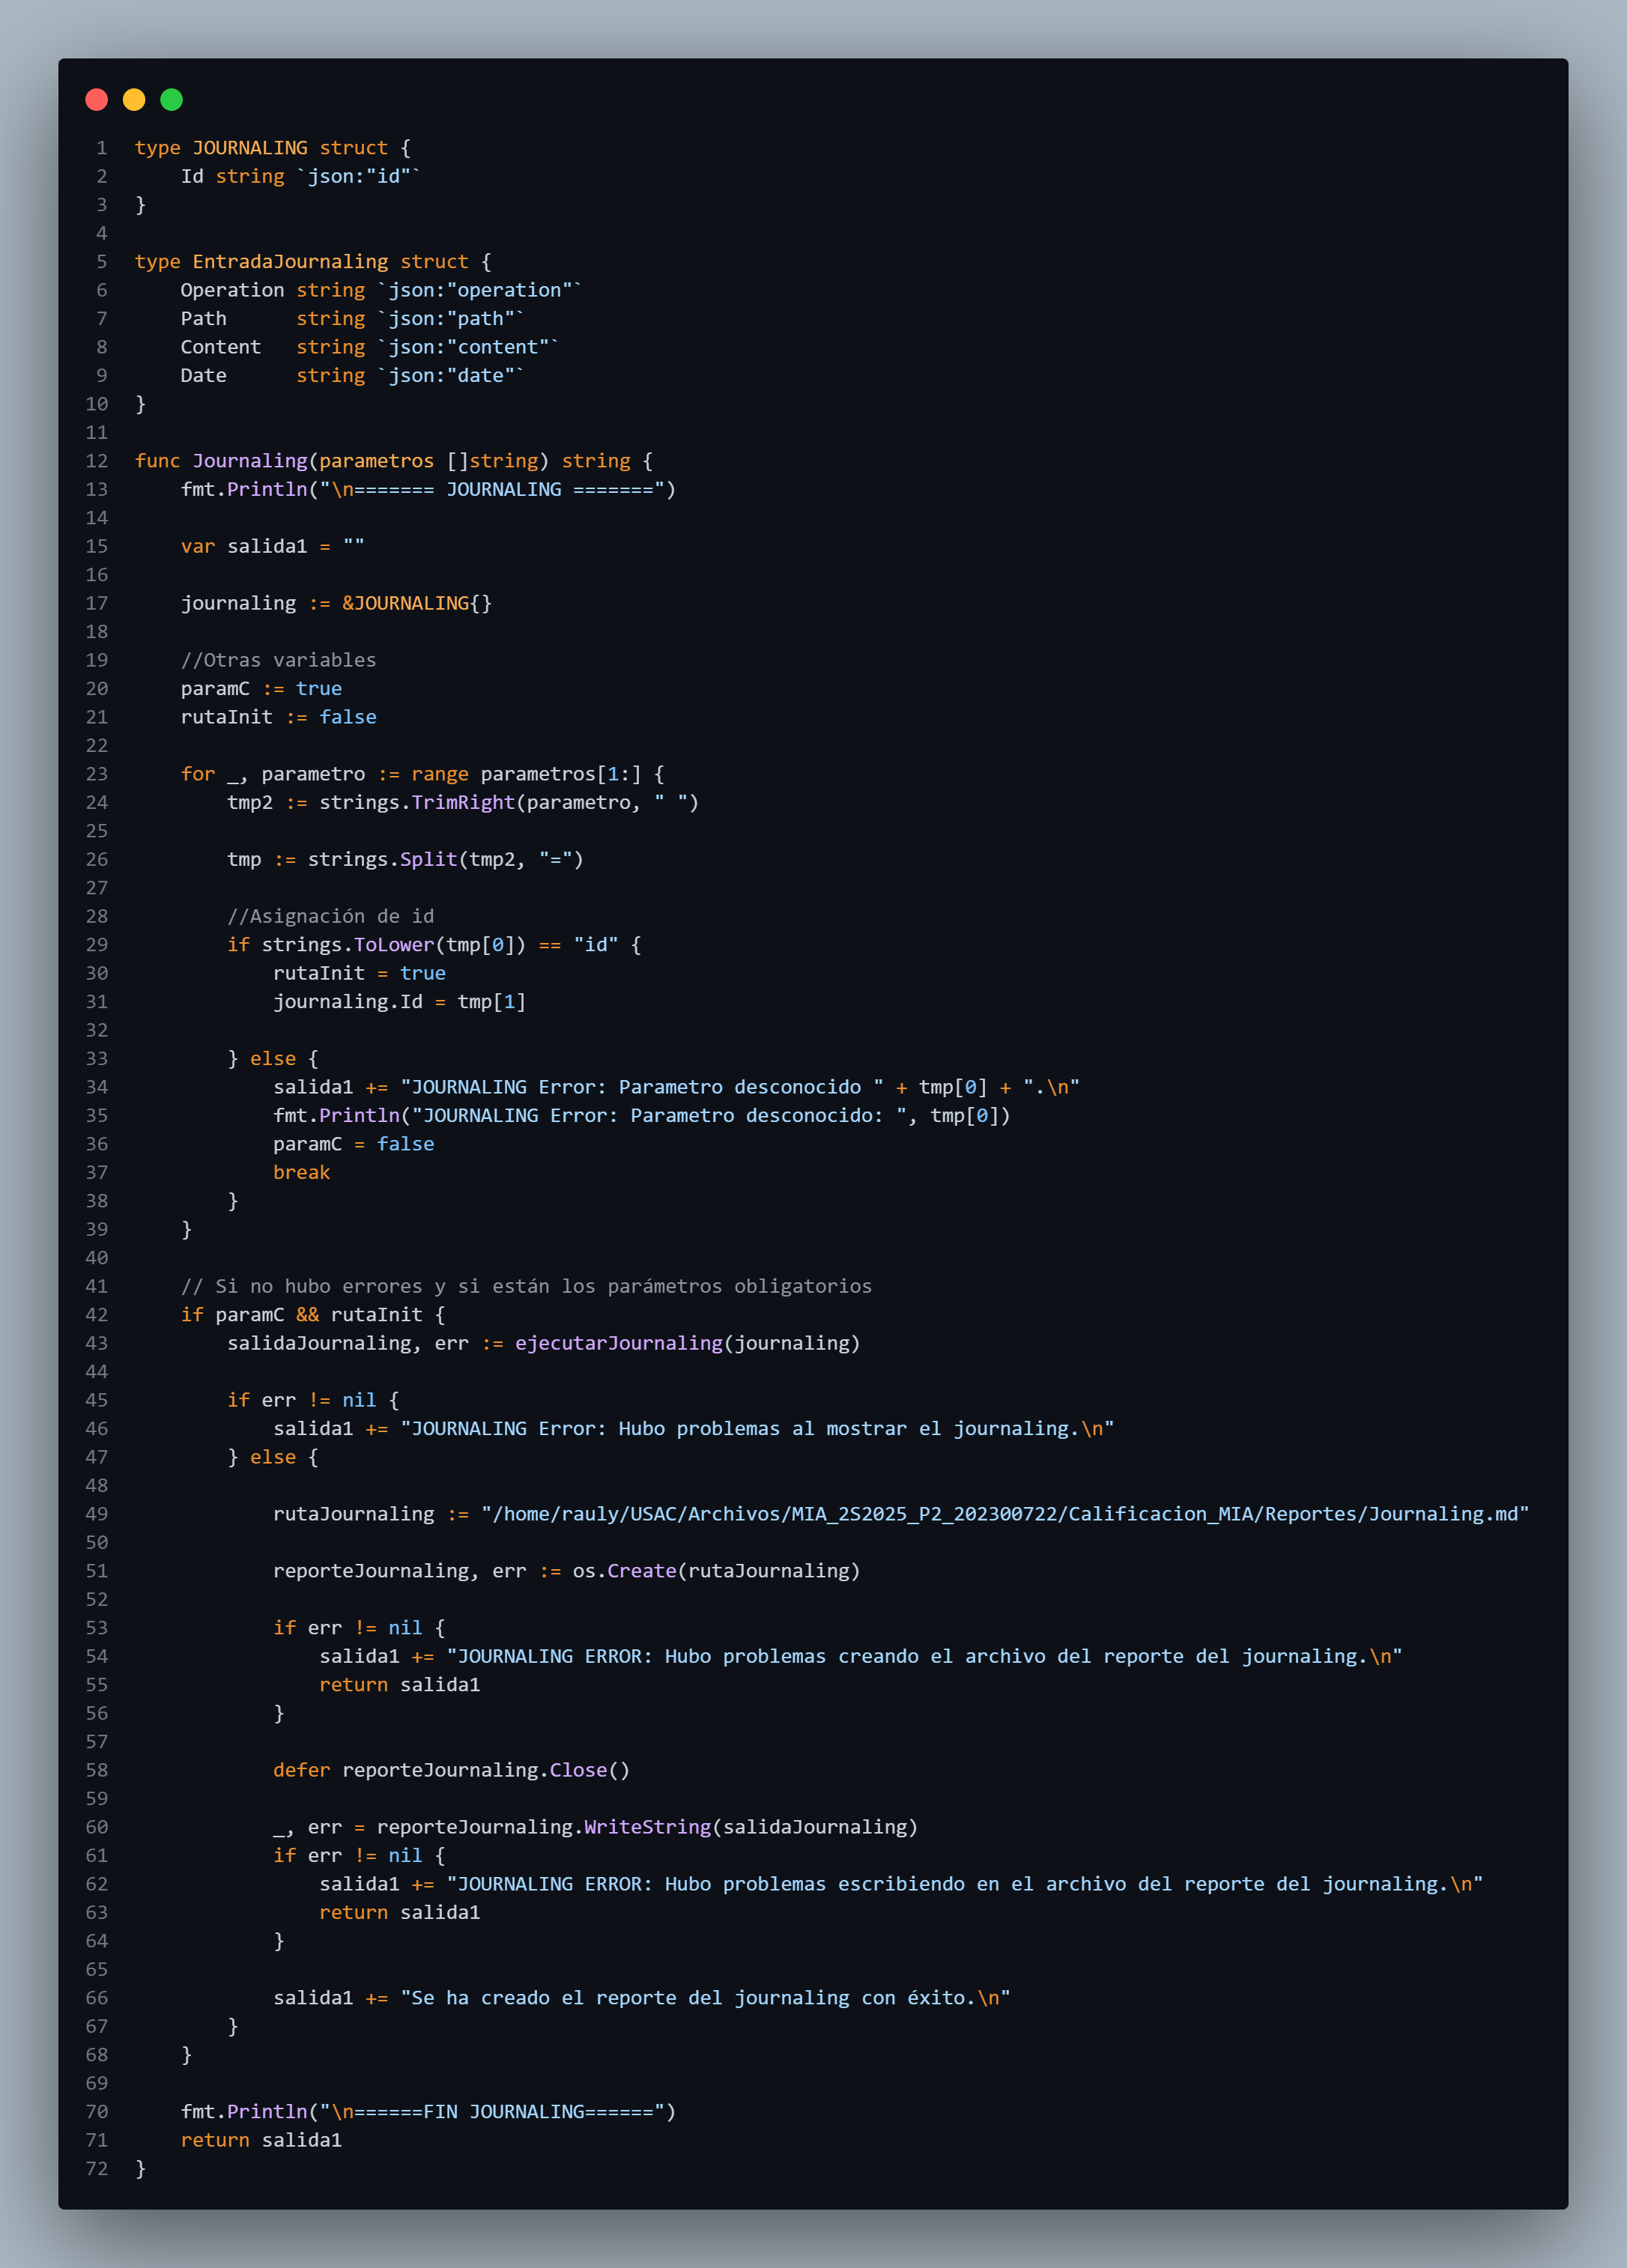 1 type JOURNALING struct {
2     Id string `json:"id"`
3 }
4
5 type EntradaJournaling struct {
6     Operation string `json:"operation"`
7     Path      string `json:"path"`
8     Content   string `json:"content"`
9     Date      string `json:"date"`
10 }
11
12 func Journaling(parametros []string) string {
13     fmt.Println("\n======= JOURNALING =======")
14
15     var salida1 = ""
16
17     journaling := &JOURNALING{}
18
19     //Otras variables
20     paramC := true
21     rutaInit := false
22
23     for _, parametro := range parametros[1:] {
24         tmp2 := strings.TrimRight(parametro, " ")
25
26         tmp := strings.Split(tmp2, "=")
27
28         //Asignación de id
29         if strings.ToLower(tmp[0]) == "id" {
30             rutaInit = true
31             journaling.Id = tmp[1]
32
33         } else {
34             salida1 += "JOURNALING Error: Parametro desconocido " + tmp[0] + ".\n"
35             fmt.Println("JOURNALING Error: Parametro desconocido: ", tmp[0])
36             paramC = false
37             break
38         }
39     }
40
41     // Si no hubo errores y si están los parámetros obligatorios
42     if paramC && rutaInit {
43         salidaJournaling, err := ejecutarJournaling(journaling)
44
45         if err != nil {
46             salida1 += "JOURNALING Error: Hubo problemas al mostrar el journaling.\n"
47         } else {
48
49             rutaJournaling := "/home/rauly/USAC/Archivos/MIA_2S2025_P2_202300722/Calificacion_MIA/Reportes/Journaling.md"
50
51             reporteJournaling, err := os.Create(rutaJournaling)
52
53             if err != nil {
54                 salida1 += "JOURNALING ERROR: Hubo problemas creando el archivo del reporte del journaling.\n"
55                 return salida1
56             }
57
58             defer reporteJournaling.Close()
59
60             _, err = reporteJournaling.WriteString(salidaJournaling)
61             if err != nil {
62                 salida1 += "JOURNALING ERROR: Hubo problemas escribiendo en el archivo del reporte del journaling.\n"
63                 return salida1
64             }
65
66             salida1 += "Se ha creado el reporte del journaling con éxito.\n"
67         }
68     }
69
70     fmt.Println("\n======FIN JOURNALING======")
71     return salida1
72 }